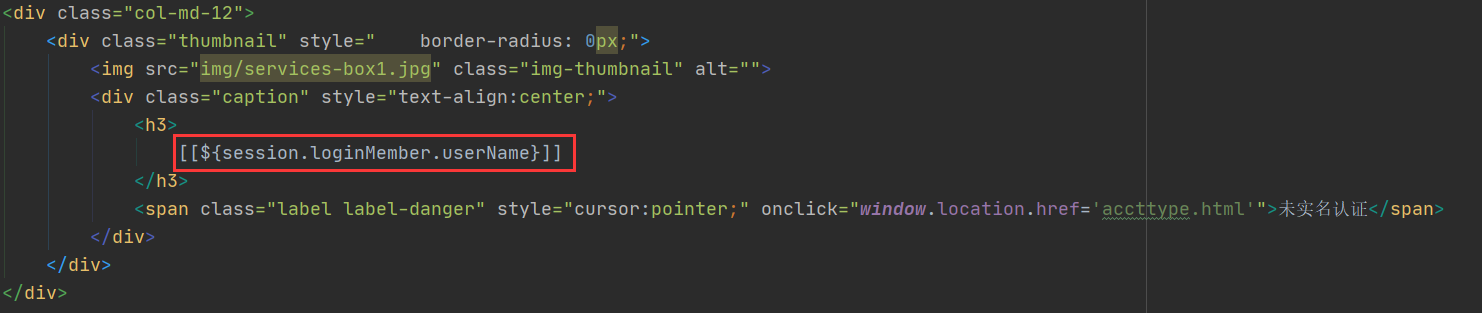 <div class="col-md-12">
<div class="thumbnail" style="    border-radius: 0px;">
<img src="img/services-box1.jpg" class="img-thumbnail" alt="">
<div class="caption" style="text-align:center;">
<h3>
[[${session.loginMember.userName}]]
</h3>
<span class="label label-danger" style="cursor:pointer;" onclick="window.location.href='accttype.html'">未实名认证</span>
</div>
</div>
</div>